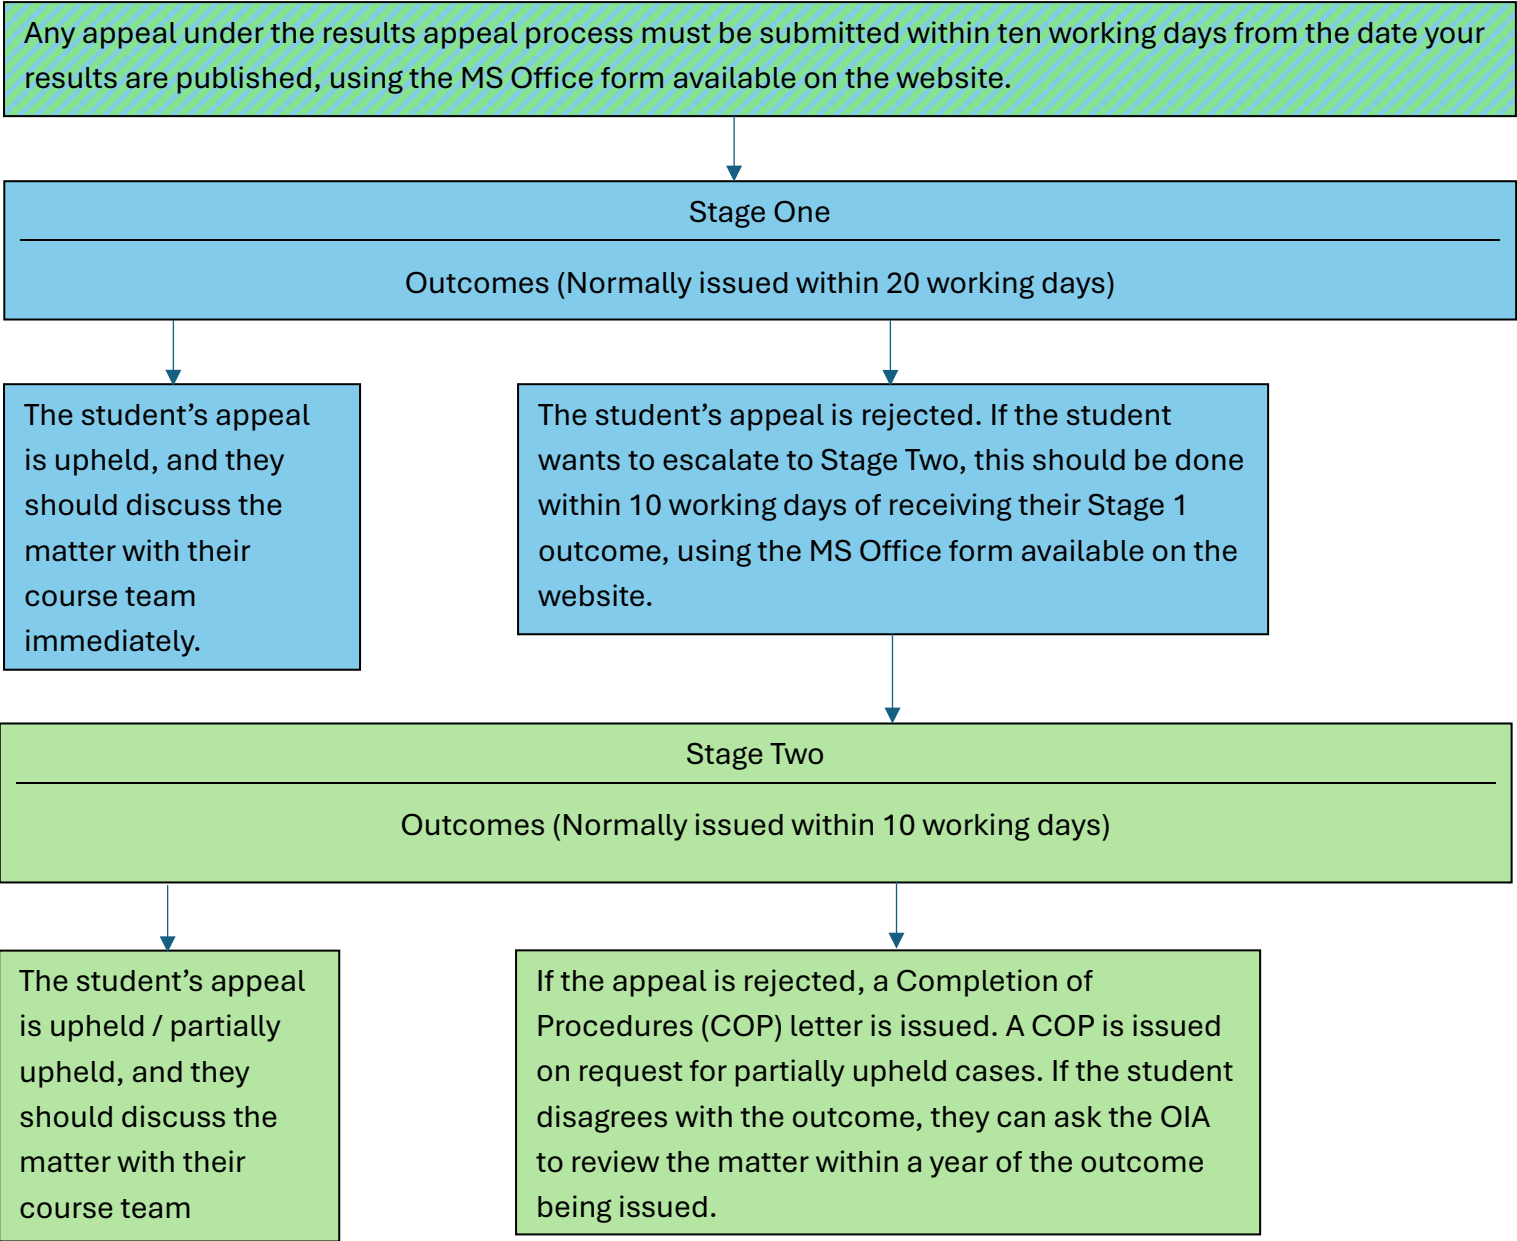 Any appeal under the results appeal process must be submitted within ten working days from the date your
results are published, using the MS Office form available on the website.
Stage One
Outcomes (Normally issued within 20 working days)
The student’s appeal
is upheld, and they
should discuss the
matter with their
course team
immediately.
The student’s appeal is rejected. If the student
wants to escalate to Stage Two, this should be done
within 10 working days of receiving their Stage 1
outcome, using the MS Office form available on the
website.
Stage Two
Outcomes (Normally issued within 10 working days)
The student’s appeal
is upheld / partially
upheld, and they
should discuss the
matter with their
course team
If the appeal is rejected, a Completion of
Procedures (COP) letter is issued. A COP is issued
on request for partially upheld cases. If the student
disagrees with the outcome, they can ask the OIA
to review the matter within a year of the outcome
being issued.